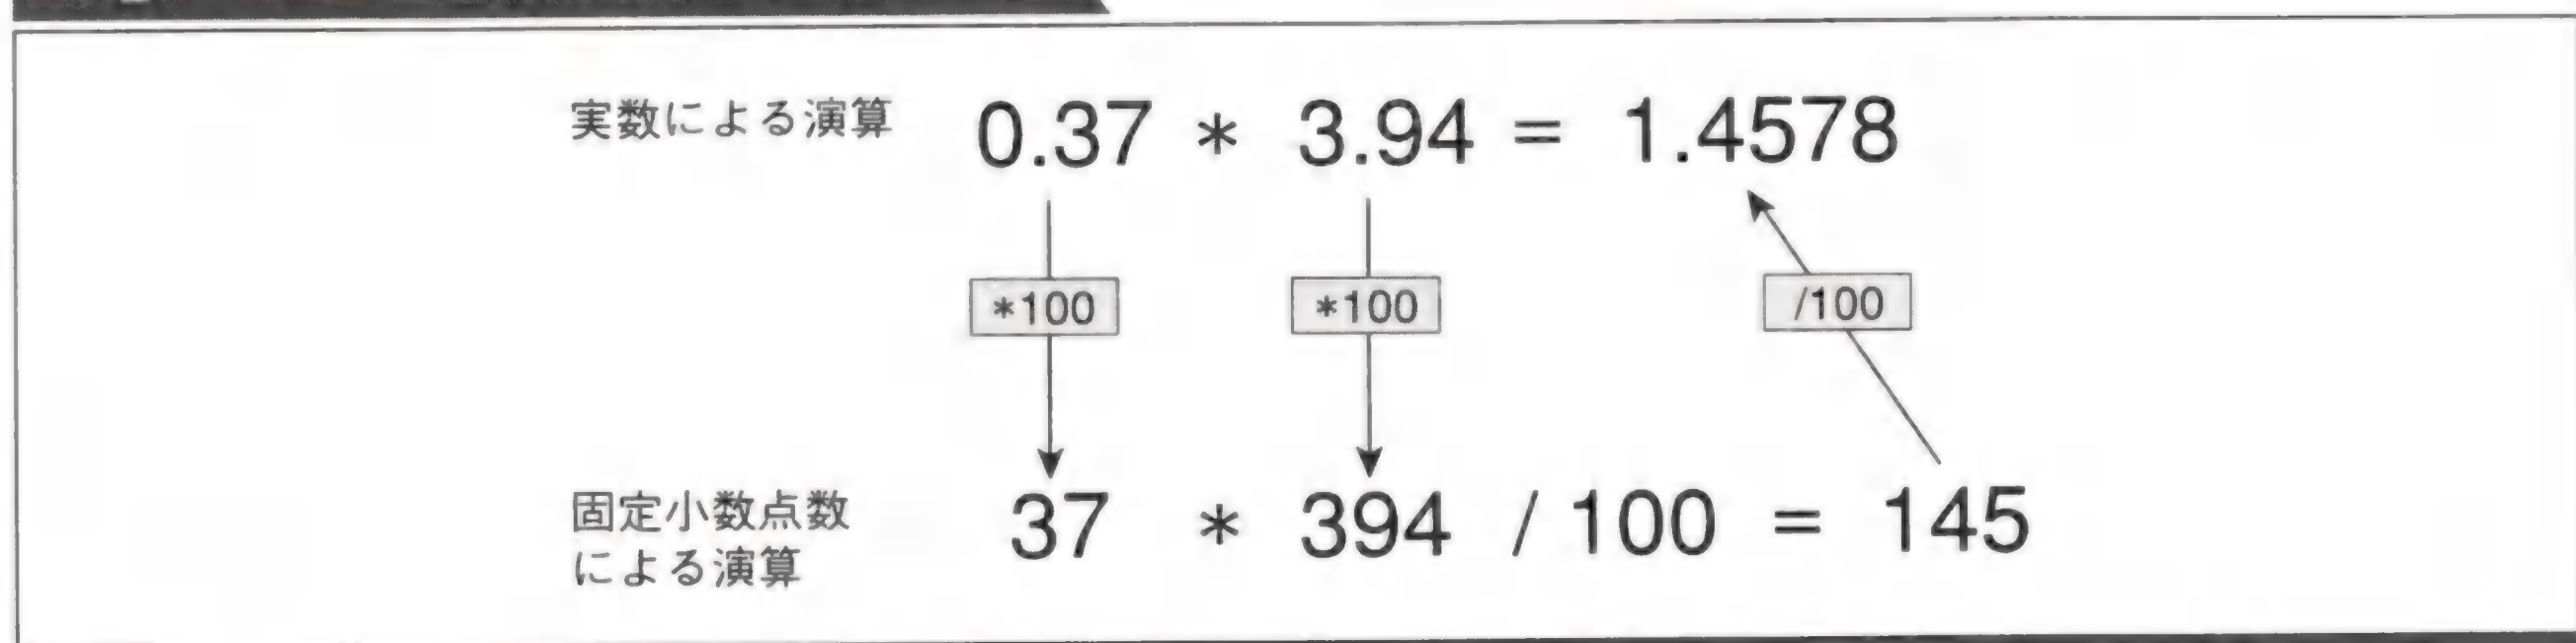 実数による演算 0.37 * 3.94 = 1.4578
*100 *100 /100
固定小数点数
による演算
37 * 394 / 100 = 145